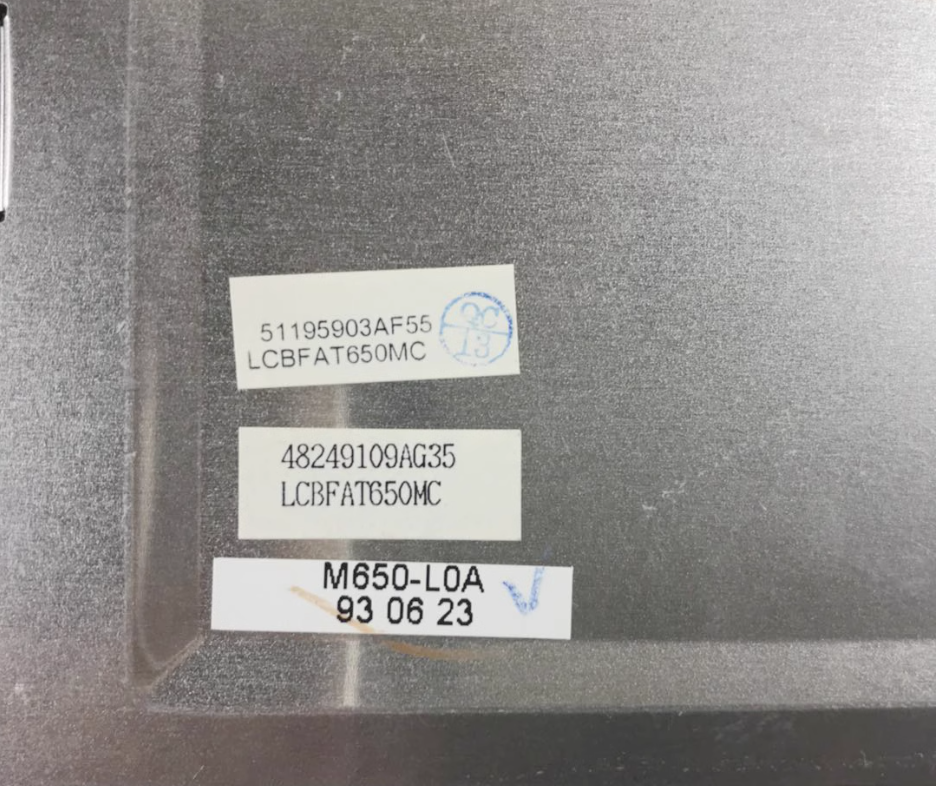 51195903AF55
LCBFAT650MC
QC
13
48249109AG35
LCBFAT650MC
M650-L0A
93 06 23